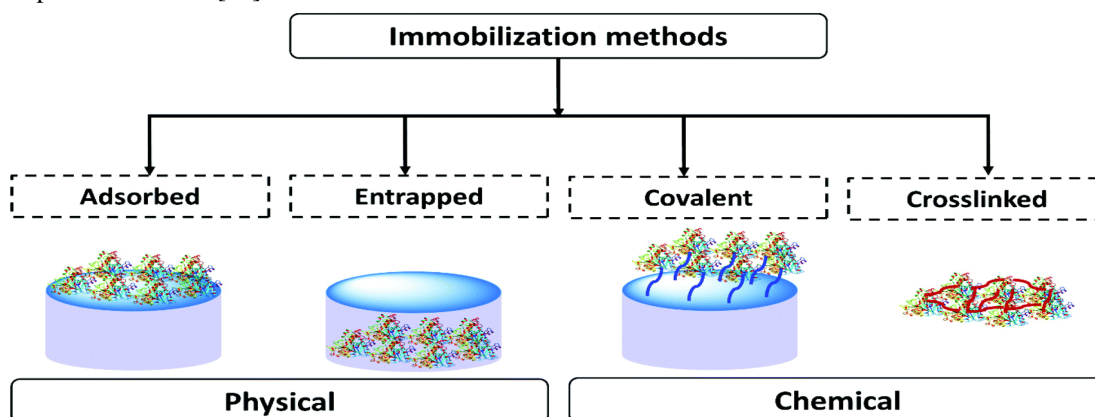 Immobilization methods
Adsorbed
Entrapped
Covalent
Crosslinked
Physical
Chemical